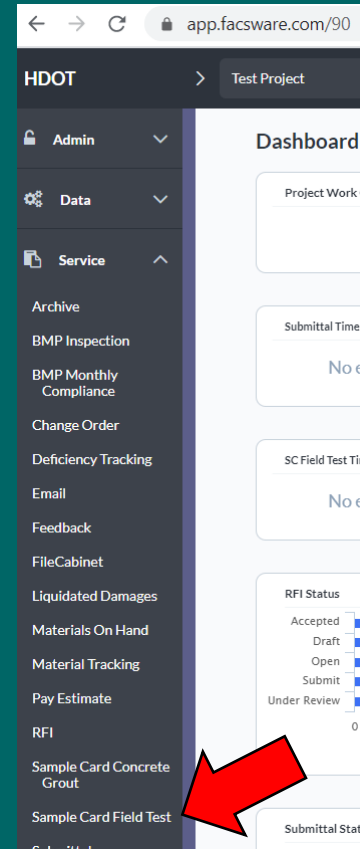 app.facsware.com/90
HDOT
Test Project
Admin
Dashboard
Data
Project Work
Service
Archive
BMP Inspection
Submittal Time
BMP Monthly
Compliance
No
Change Order
Deficiency Tracking
SC Field Test
Email
No
Feedback
FileCabinet
Liquidated Damages
RFI Status
Accepted
Materials On Hand
Draft
Material Tracking
Open
Submit
Pay Estimate
Under Review
RFI
0
Sample Card Concrete
Grout
Sample Card Field Test
Submittal